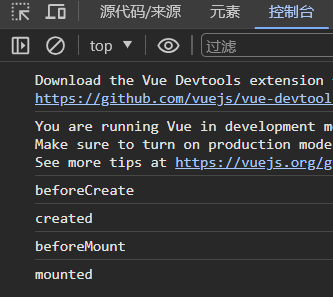 源代码/来源 元素 控制台
top 过滤
Download the Vue Devtools extension
https://github.com/vuejs/vue-devtool
You are running Vue in development
Make sure to turn on production mode
See more tips at https://vuejs.org/g
beforeCreate
created
beforeMount
mounted